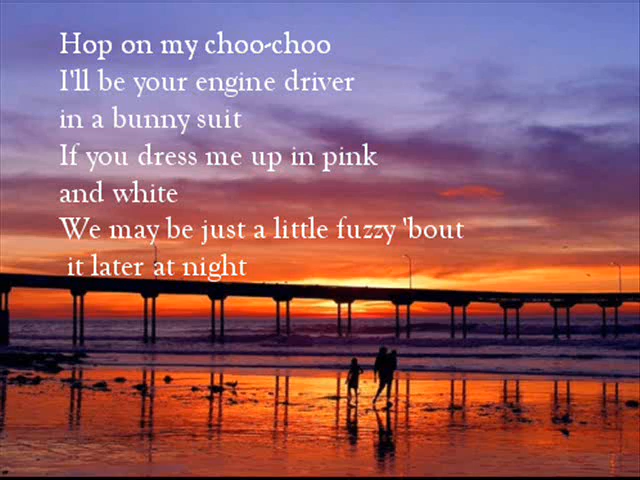 Hop on my choo-choo
I'll be your engine driver
in a bunny suit
If you dress me up in pink
and white
We may be just a little fuzzy 'bout
it later at night